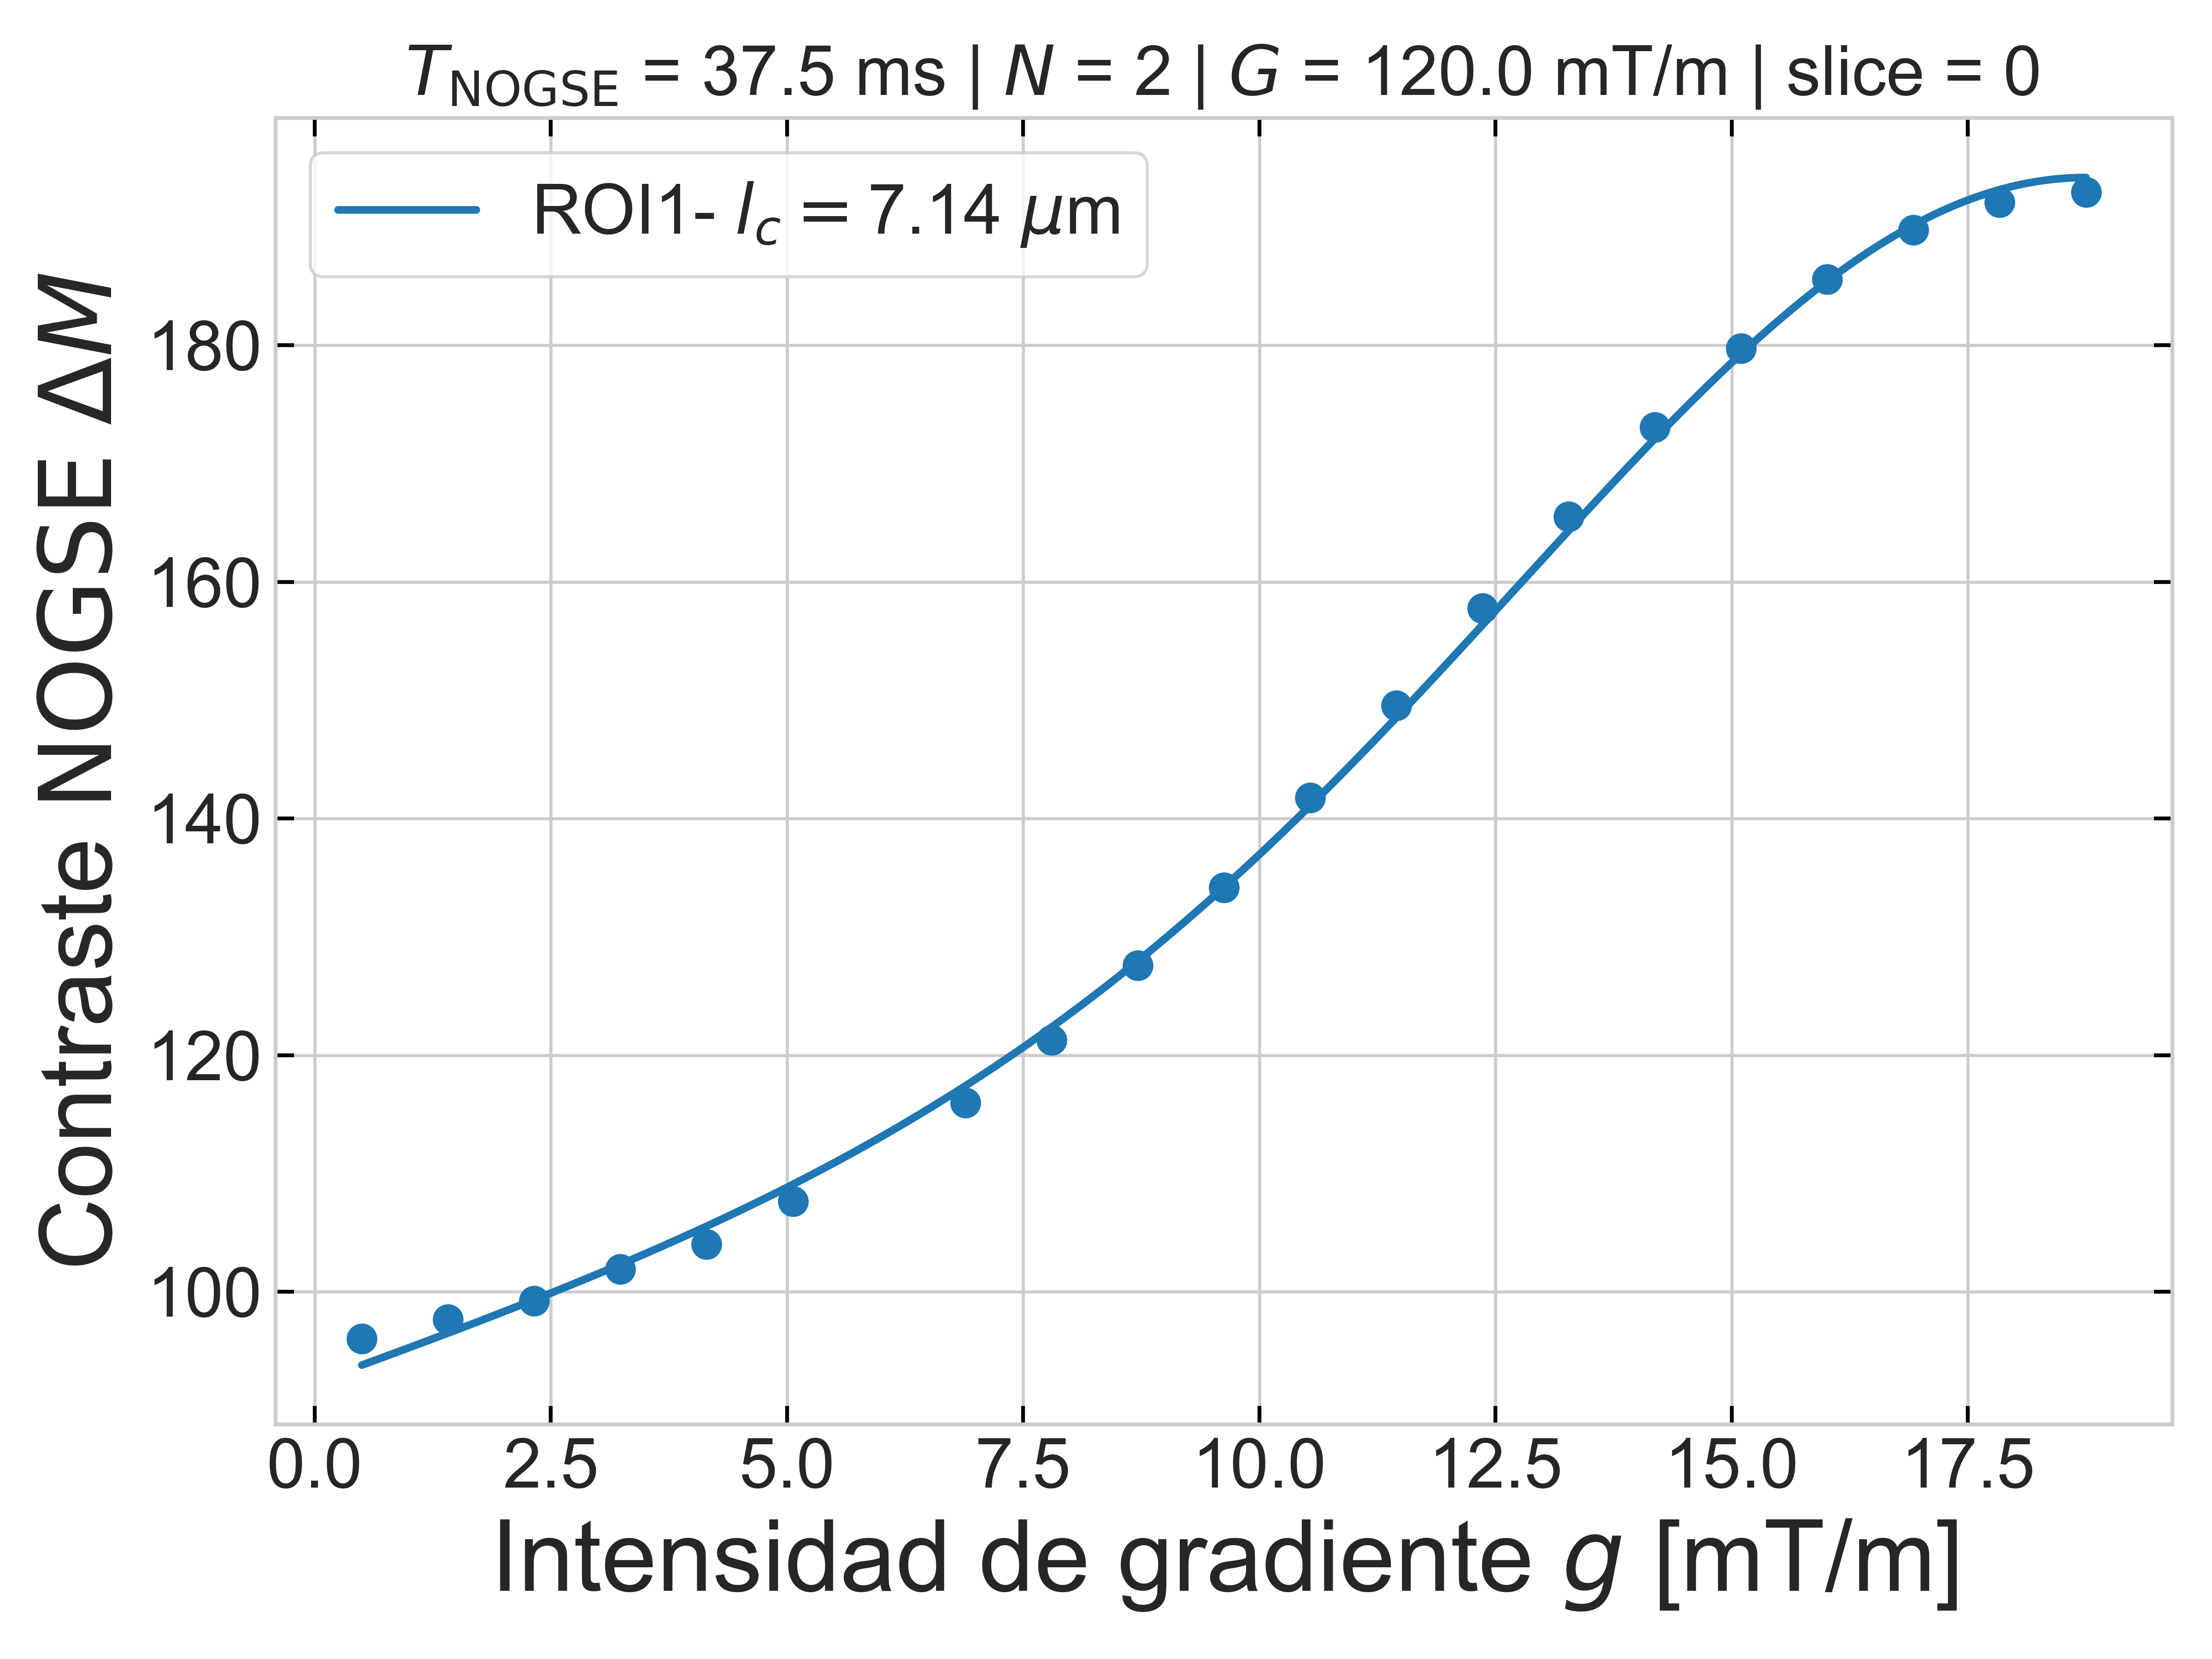 T_NOGSE = 37.5 ms | N = 2 | G = 120.0 mT/m | slice = 0
ROI1- l_c = 7.14 μm
Contraste NOGSE ΔM
180
160
140
120
100
0.0 2.5 5.0 7.5 10.0 12.5 15.0 17.5
Intensidad de gradiente g [mT/m]